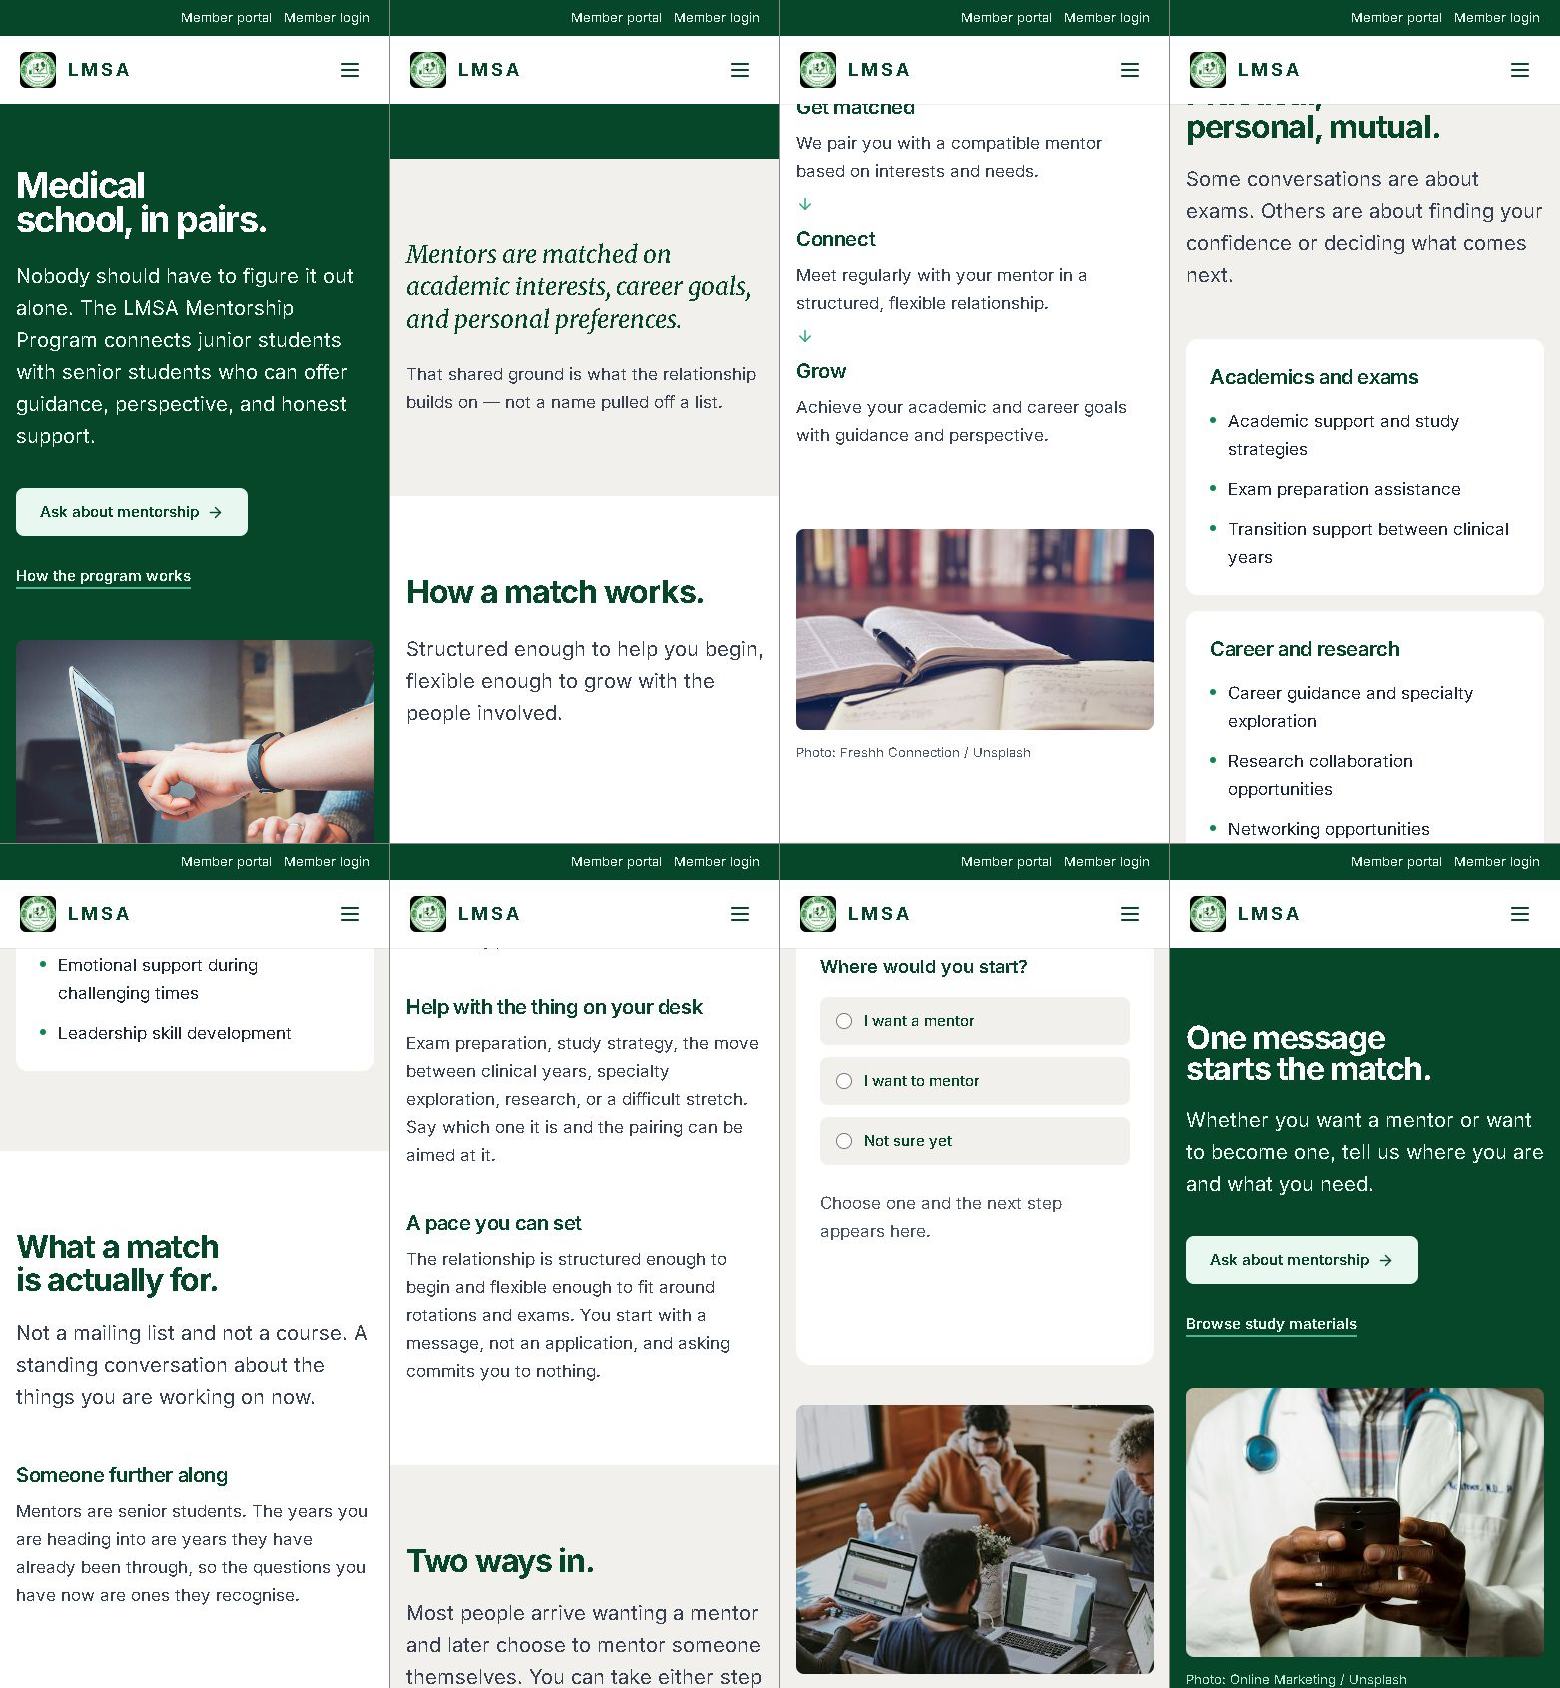 Member portal Member login
LMSA
Medical
school, in pairs.
Nobody should have to figure it out
alone. The LMSA Mentorship
Program connects junior students
with senior students who can offer
guidance, perspective, and honest
support.
Ask about mentorship →
How the program works
Member portal Member login
LMSA
Mentors are matched on
academic interests, career goals,
and personal preferences.
That shared ground is what the relationship
builds on — not a name pulled off a list.
How a match works.
Structured enough to help you begin,
flexible enough to grow with the
people involved.
Member portal Member login
LMSA
Get matched
We pair you with a compatible mentor
based on interests and needs.
↓
Connect
Meet regularly with your mentor in a
structured, flexible relationship.
↓
Grow
Achieve your academic and career goals
with guidance and perspective.
Photo: Freshh Connection / Unsplash
Member portal Member login
LMSA
personal, mutual.
Some conversations are about
exams. Others are about finding your
confidence or deciding what comes
next.
Academics and exams
• Academic support and study
strategies
• Exam preparation assistance
• Transition support between clinical
years
Career and research
• Career guidance and specialty
exploration
• Research collaboration
opportunities
• Networking opportunities
Member portal Member login
LMSA
• Emotional support during
challenging times
• Leadership skill development
What a match
is actually for.
Not a mailing list and not a course. A
standing conversation about the
things you are working on now.
Someone further along
Mentors are senior students. The years you
are heading into are years they have
already been through, so the questions you
have now are ones they recognise.
Member portal Member login
LMSA
Help with the thing on your desk
Exam preparation, study strategy, the move
between clinical years, specialty
exploration, research, or a difficult stretch.
Say which one it is and the pairing can be
aimed at it.
A pace you can set
The relationship is structured enough to
begin and flexible enough to fit around
rotations and exams. You start with a
message, not an application, and asking
commits you to nothing.
Two ways in.
Most people arrive wanting a mentor
and later choose to mentor someone
themselves. You can take either step
Member portal Member login
LMSA
Where would you start?
I want a mentor
I want to mentor
Not sure yet
Choose one and the next step
appears here.
Member portal Member login
LMSA
One message
starts the match.
Whether you want a mentor or want
to become one, tell us where you are
and what you need.
Ask about mentorship →
Browse study materials
Photo: Online Marketing / Unsplash